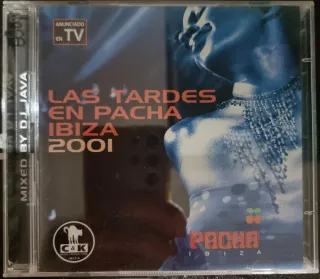 ANUNCIADO
EN TV
LAS TARDES
EN PACHA
IBIZA
2001
MIXED BY DJ JAVA
C&K
PACHA
IBIZA